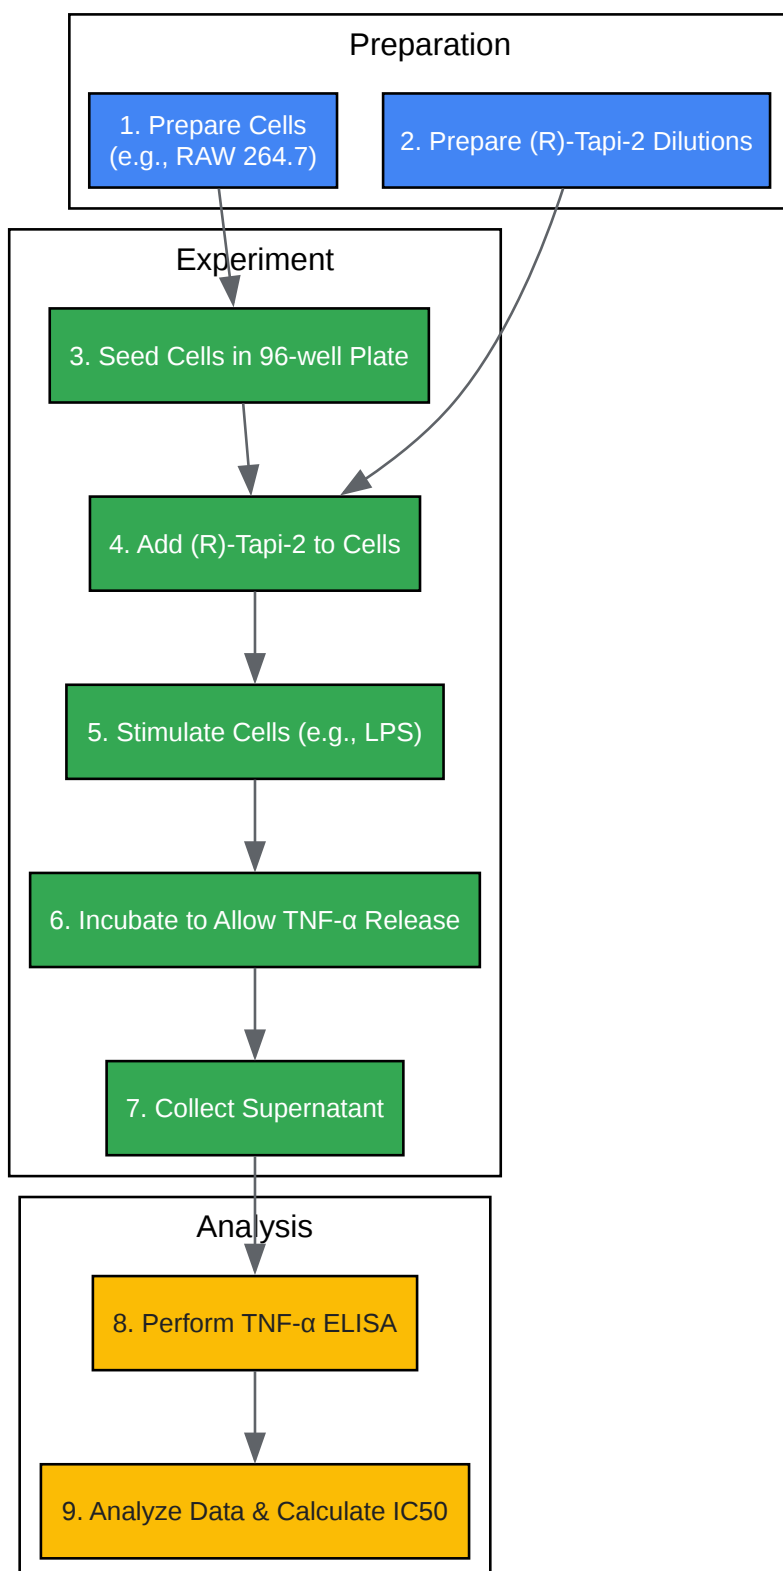 Preparation
1. Prepare Cells
(e.g., RAW 264.7)
2. Prepare (R)-Tapi-2 Dilutions
Experiment
3. Seed Cells in 96-well Plate
4. Add (R)-Tapi-2 to Cells
5. Stimulate Cells (e.g., LPS)
6. Incubate to Allow TNF-α Release
7. Collect Supernatant
Analysis
8. Perform TNF-α ELISA
9. Analyze Data & Calculate IC50